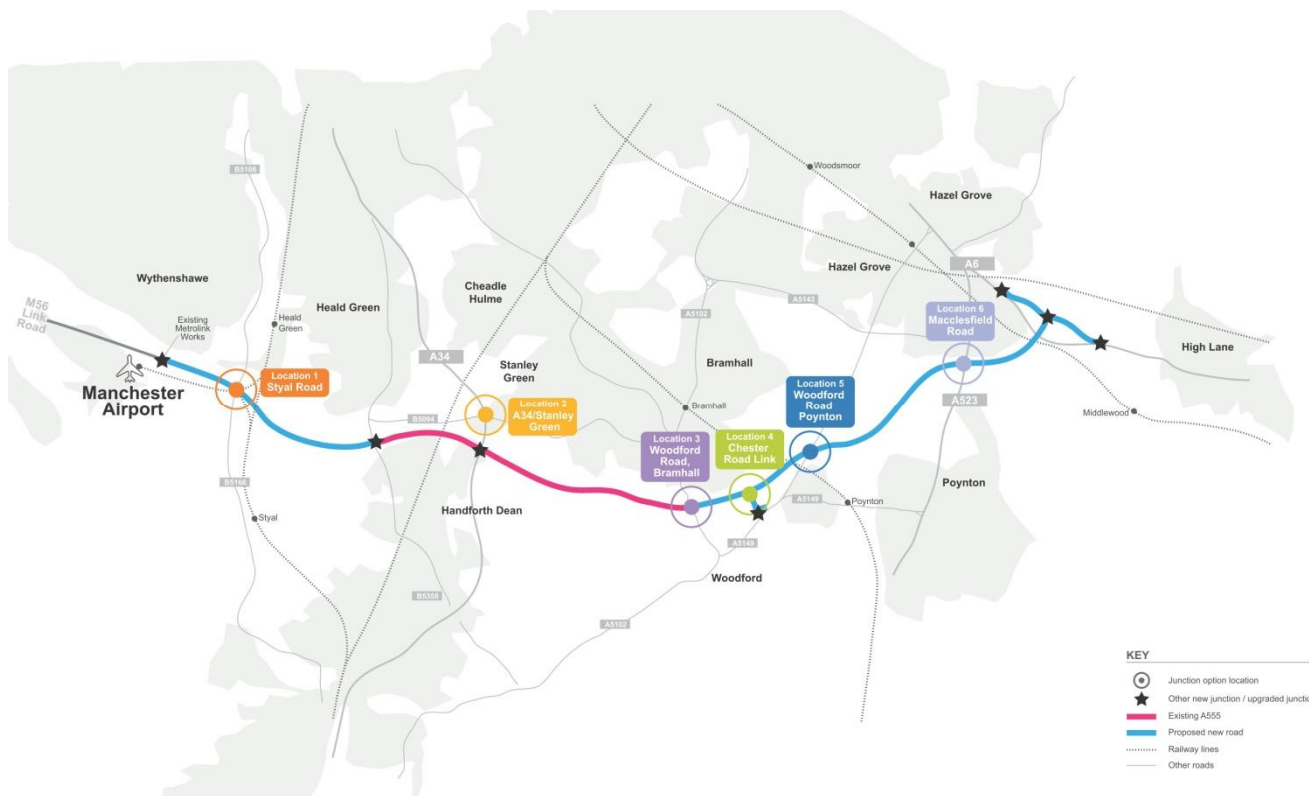 Woodsmoor
B5166
Hazel Grove
A6
Hazel Grove
Wythenshawe
Cheadle
Hulme
Heald Green
A5143
M56
Link
Road
Existing
Metrolink
Works
Heald
Green
A5102
Location 6
Macclesfield
Road
A34
Stanley
Green
Bramhall
High Lane
Manchester
Airport
Location 1
Styal Road
Location 2
A34/Stanley
Green
Location 5
Woodford
Road
Poynton
A523
Middlewood
B5094
Bramhall
Location 3
Woodford
Road,
Bramhall
Location 4
Chester
Road Link
B5166
Styal
Handforth Dean
A5149
Poynton
Poynton
A5149
Woodford
B5358
A5102
KEY
Junction option location
Other new junction / upgraded junctio
Existing A555
Proposed new road
Railway lines
Other roads